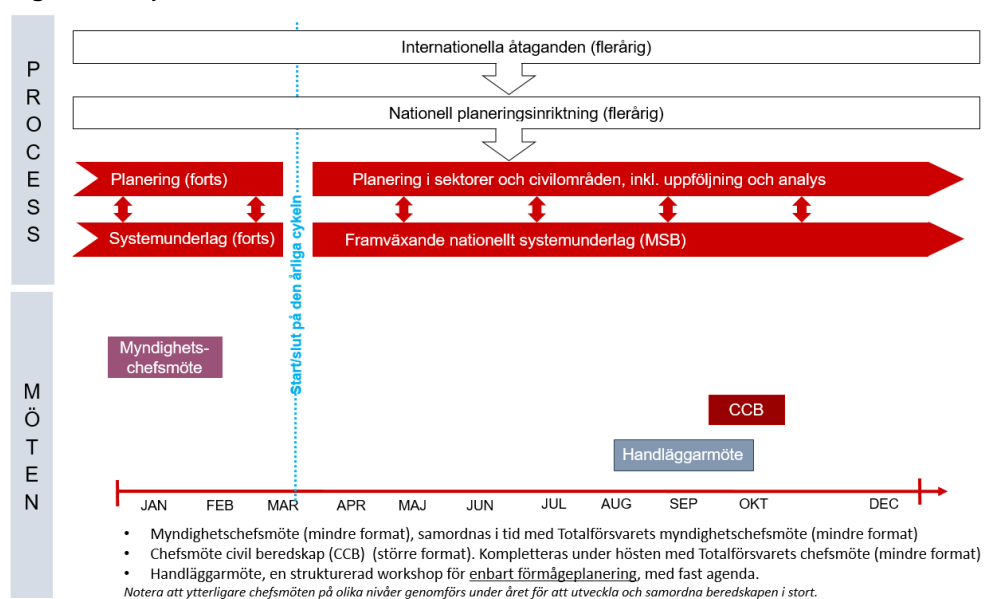 PROCESS
Internationella åtaganden (flerårig)
Nationell planeringsinriktning (flerårig)
Planering (forts)
Planering i sektorer och civilområden, inkl. uppföljning och analys
Systemunderlag (forts)
Framväxande nationellt systemunderlag (MSB)
Start/slut på den årliga cykeln
MÖTEN
Myndighets-
chefsmöte
CCB
Handläggarmöte
JAN FEB MAR APR MAJ JUN JUL AUG SEP OKT DEC
• Myndighetschefsmöte (mindre format), samordnas i tid med Totalförsvarets myndighetschefsmöte (mindre format)
• Chefsmöte civil beredskap (CCB) (större format). Kompletteras under hösten med Totalförsvarets chefsmöte (mindre format)
• Handläggarmöte, en strukturerad workshop för enbart förmågeplanering, med fast agenda.
Notera att ytterligare chefsmöten på olika nivåer genomförs under året för att utveckla och samordna beredskapen i stort.